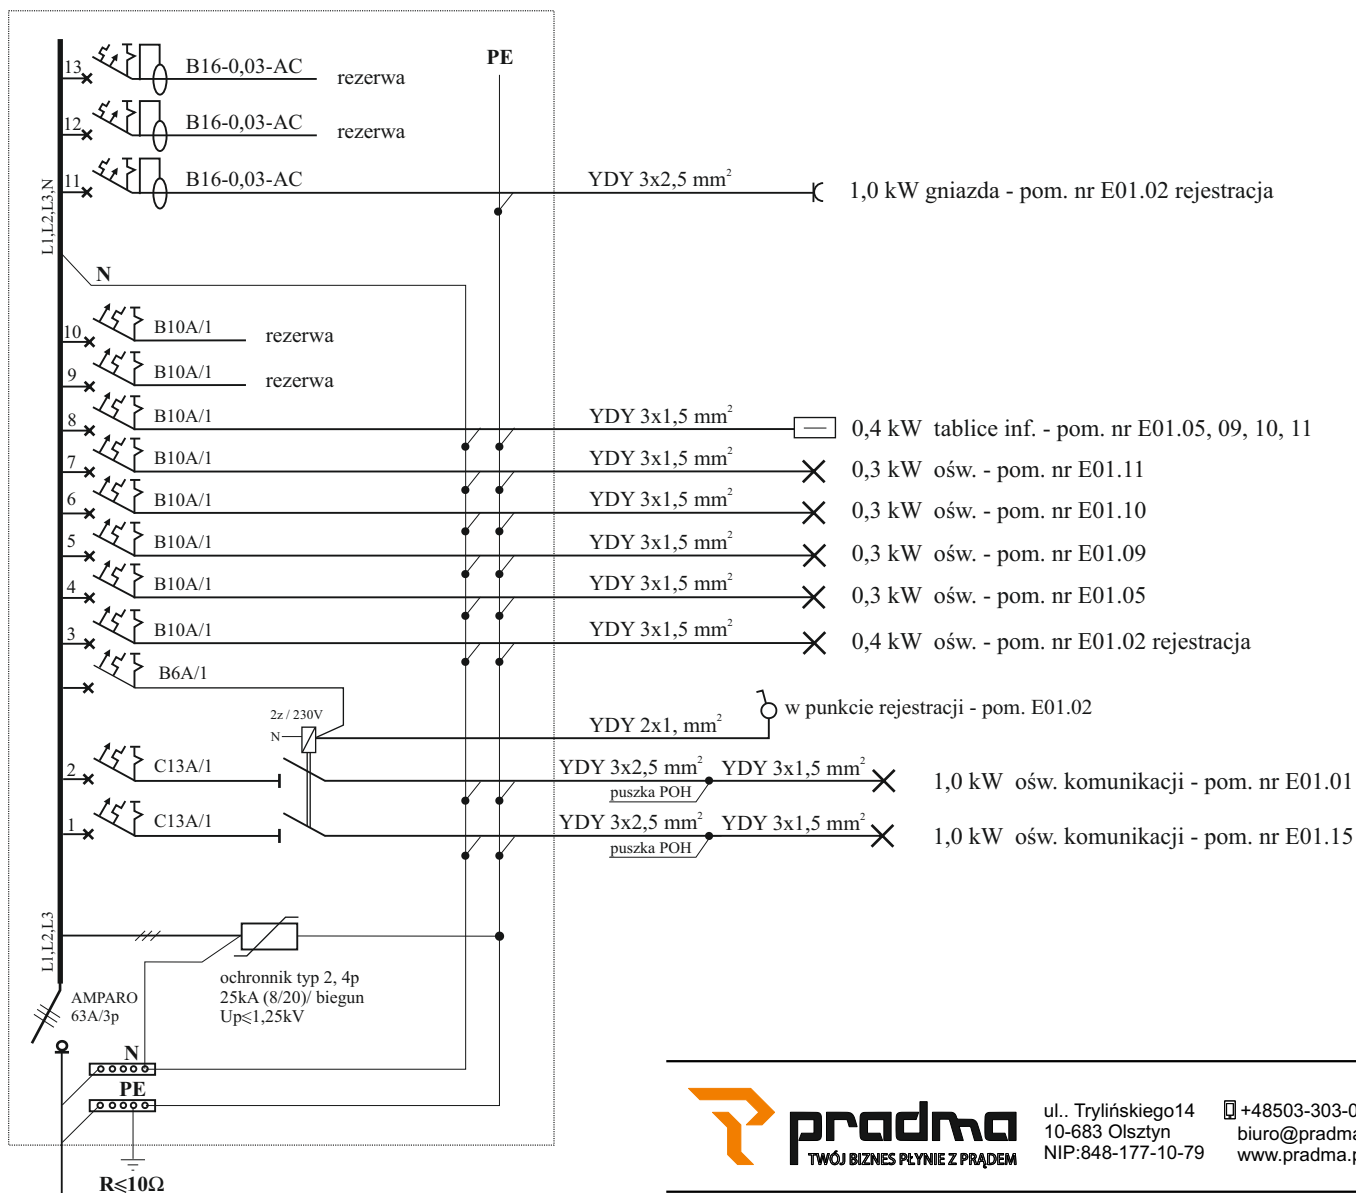 PE
13 B16-0,03-AC rezerwa
12 B16-0,03-AC rezerwa
11 B16-0,03-AC YDY 3x2,5 mm² 1,0 kW gniazda - pom. nr E01.02 rejestracja
L1,L2,L3,N
N
10 B10A/1 rezerwa
9 B10A/1 rezerwa
8 B10A/1 YDY 3x1,5 mm² 0,4 kW tablice inf. - pom. nr E01.05, 09, 10, 11
7 B10A/1 YDY 3x1,5 mm² 0,3 kW ośw. - pom. nr E01.11
6 B10A/1 YDY 3x1,5 mm² 0,3 kW ośw. - pom. nr E01.10
5 B10A/1 YDY 3x1,5 mm² 0,3 kW ośw. - pom. nr E01.09
4 B10A/1 YDY 3x1,5 mm² 0,3 kW ośw. - pom. nr E01.05
3 B10A/1 YDY 3x1,5 mm² 0,4 kW ośw. - pom. nr E01.02 rejestracja
B6A/1
2z / 230V
N
YDY 2x1, mm² w punkcie rejestracji - pom. E01.02
2 C13A/1 YDY 3x2,5 mm² YDY 3x1,5 mm² 1,0 kW ośw. komunikacji - pom. nr E01.01
puszka POH
1 C13A/1 YDY 3x2,5 mm² YDY 3x1,5 mm² 1,0 kW ośw. komunikacji - pom. nr E01.15
puszka POH
L1,L2,L3
ochronnik typ 2, 4p
25kA (8/20)/ biegun
Up≤1,25kV
AMPARO
63A/3p
N
PE
R≤10Ω
pradma
TWÓJ BIZNES PŁYNIE Z PRĄDEM
ul.. Trylińskiego14
10-683 Olsztyn
NIP:848-177-10-79
+48503-303-0
biuro@pradma
www.pradma.p